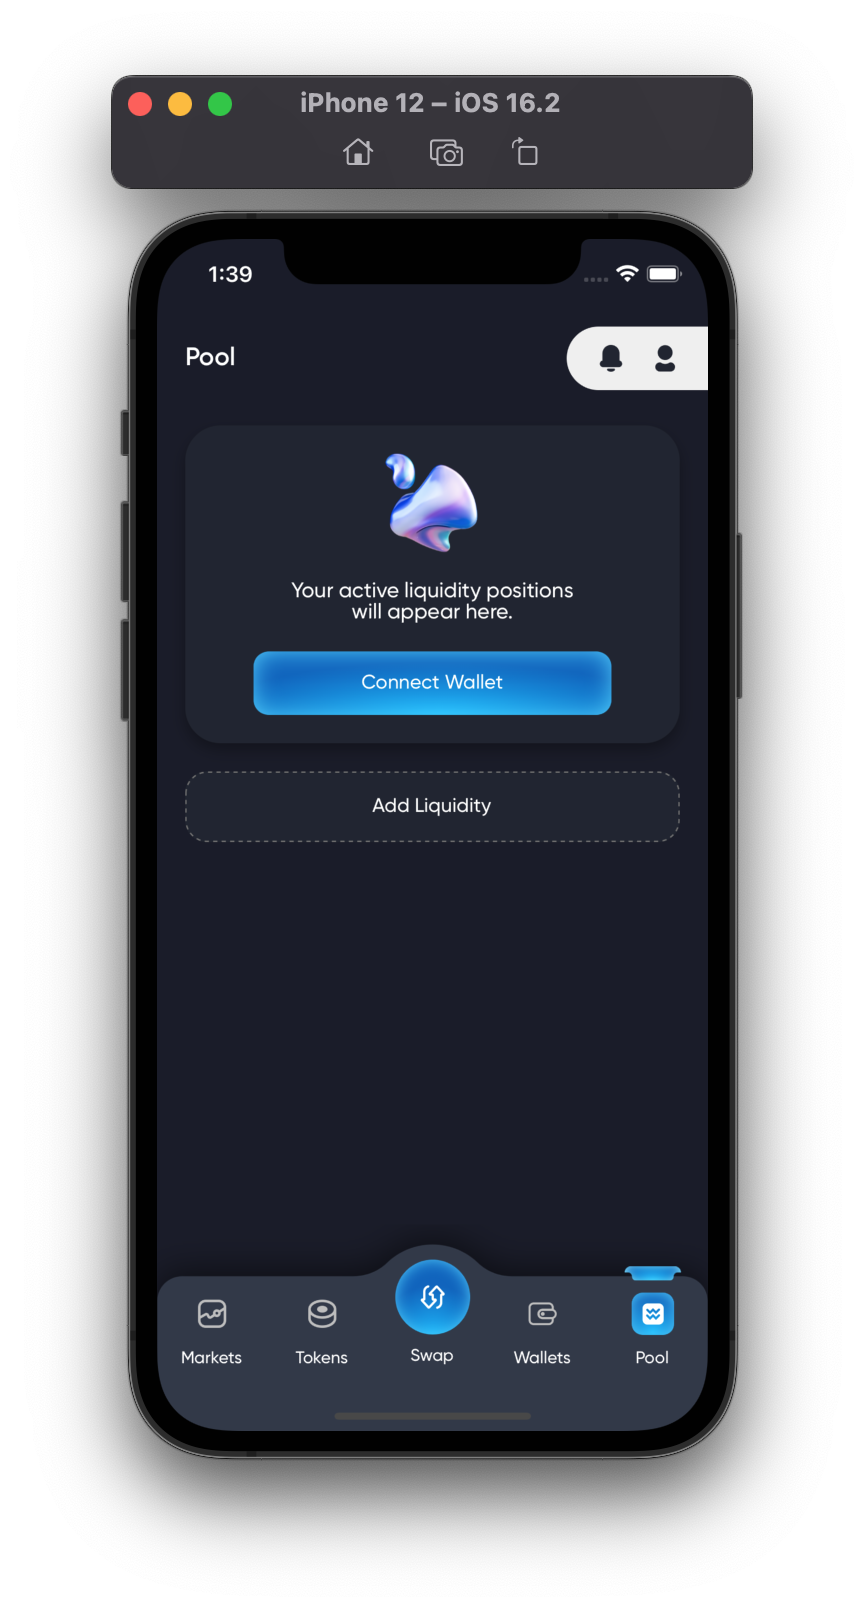 iPhone 12 – iOS 16.2
1:39
Pool
Your active liquidity positions
will appear here.
Connect Wallet
Add Liquidity
Markets
Tokens
Swap
Wallets
Pool